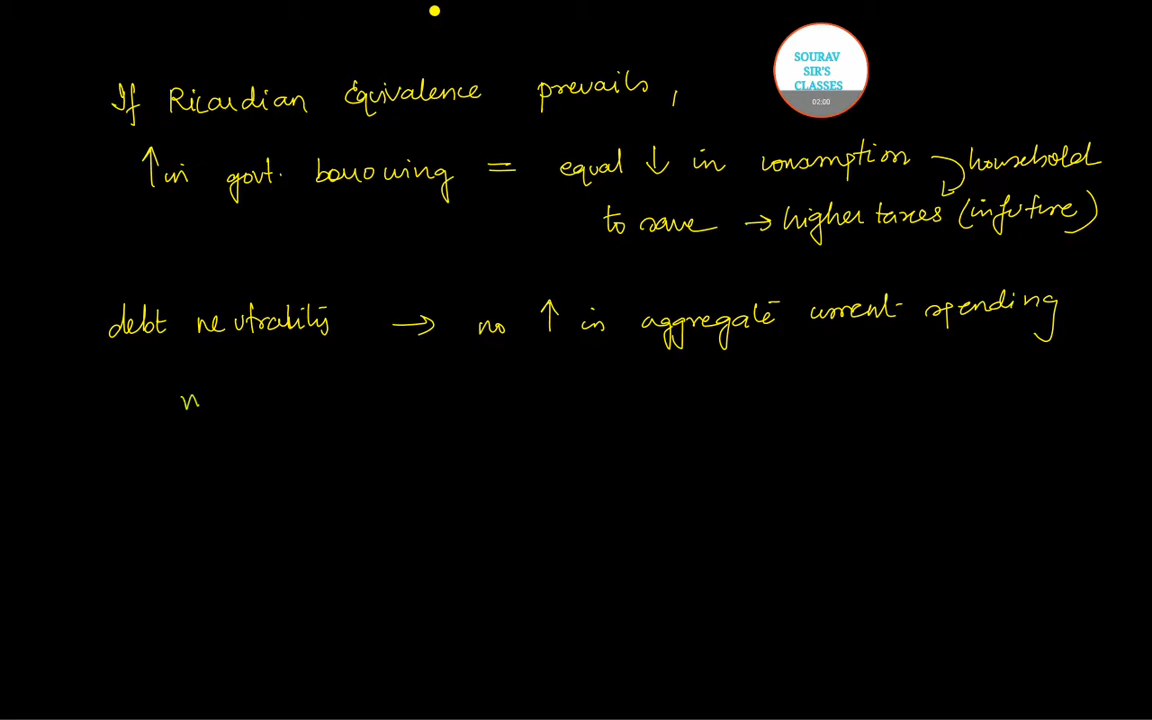 SOURAV
SIR'S
CLASSES
02:00
If Ricardian Equivalence prevails,
↑ in govt. borrowing = equal ↓ in consumption household
to save → higher taxes (in future)
debt neutrality → no ↑ in aggregate current spending
n